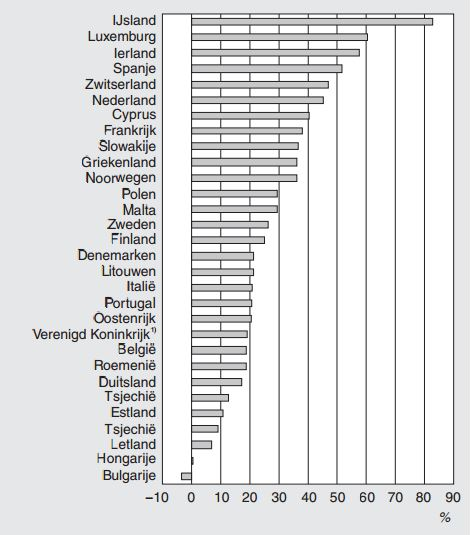 IJsland
Luxemburg
Ierland
Spanje
Zwitserland
Nederland
Cyprus
Frankrijk
Slowakije
Griekenland
Noorwegen
Polen
Malta
Zweden
Finland
Denemarken
Litouwen
Italië
Portugal
Oostenrijk
Verenigd Koninkrijk¹⁾
België
Roemenië
Duitsland
Tsjechië
Estland
Tsjechië
Letland
Hongarije
Bulgarije
−10 0 10 20 30 40 50 60 70 80 90
%